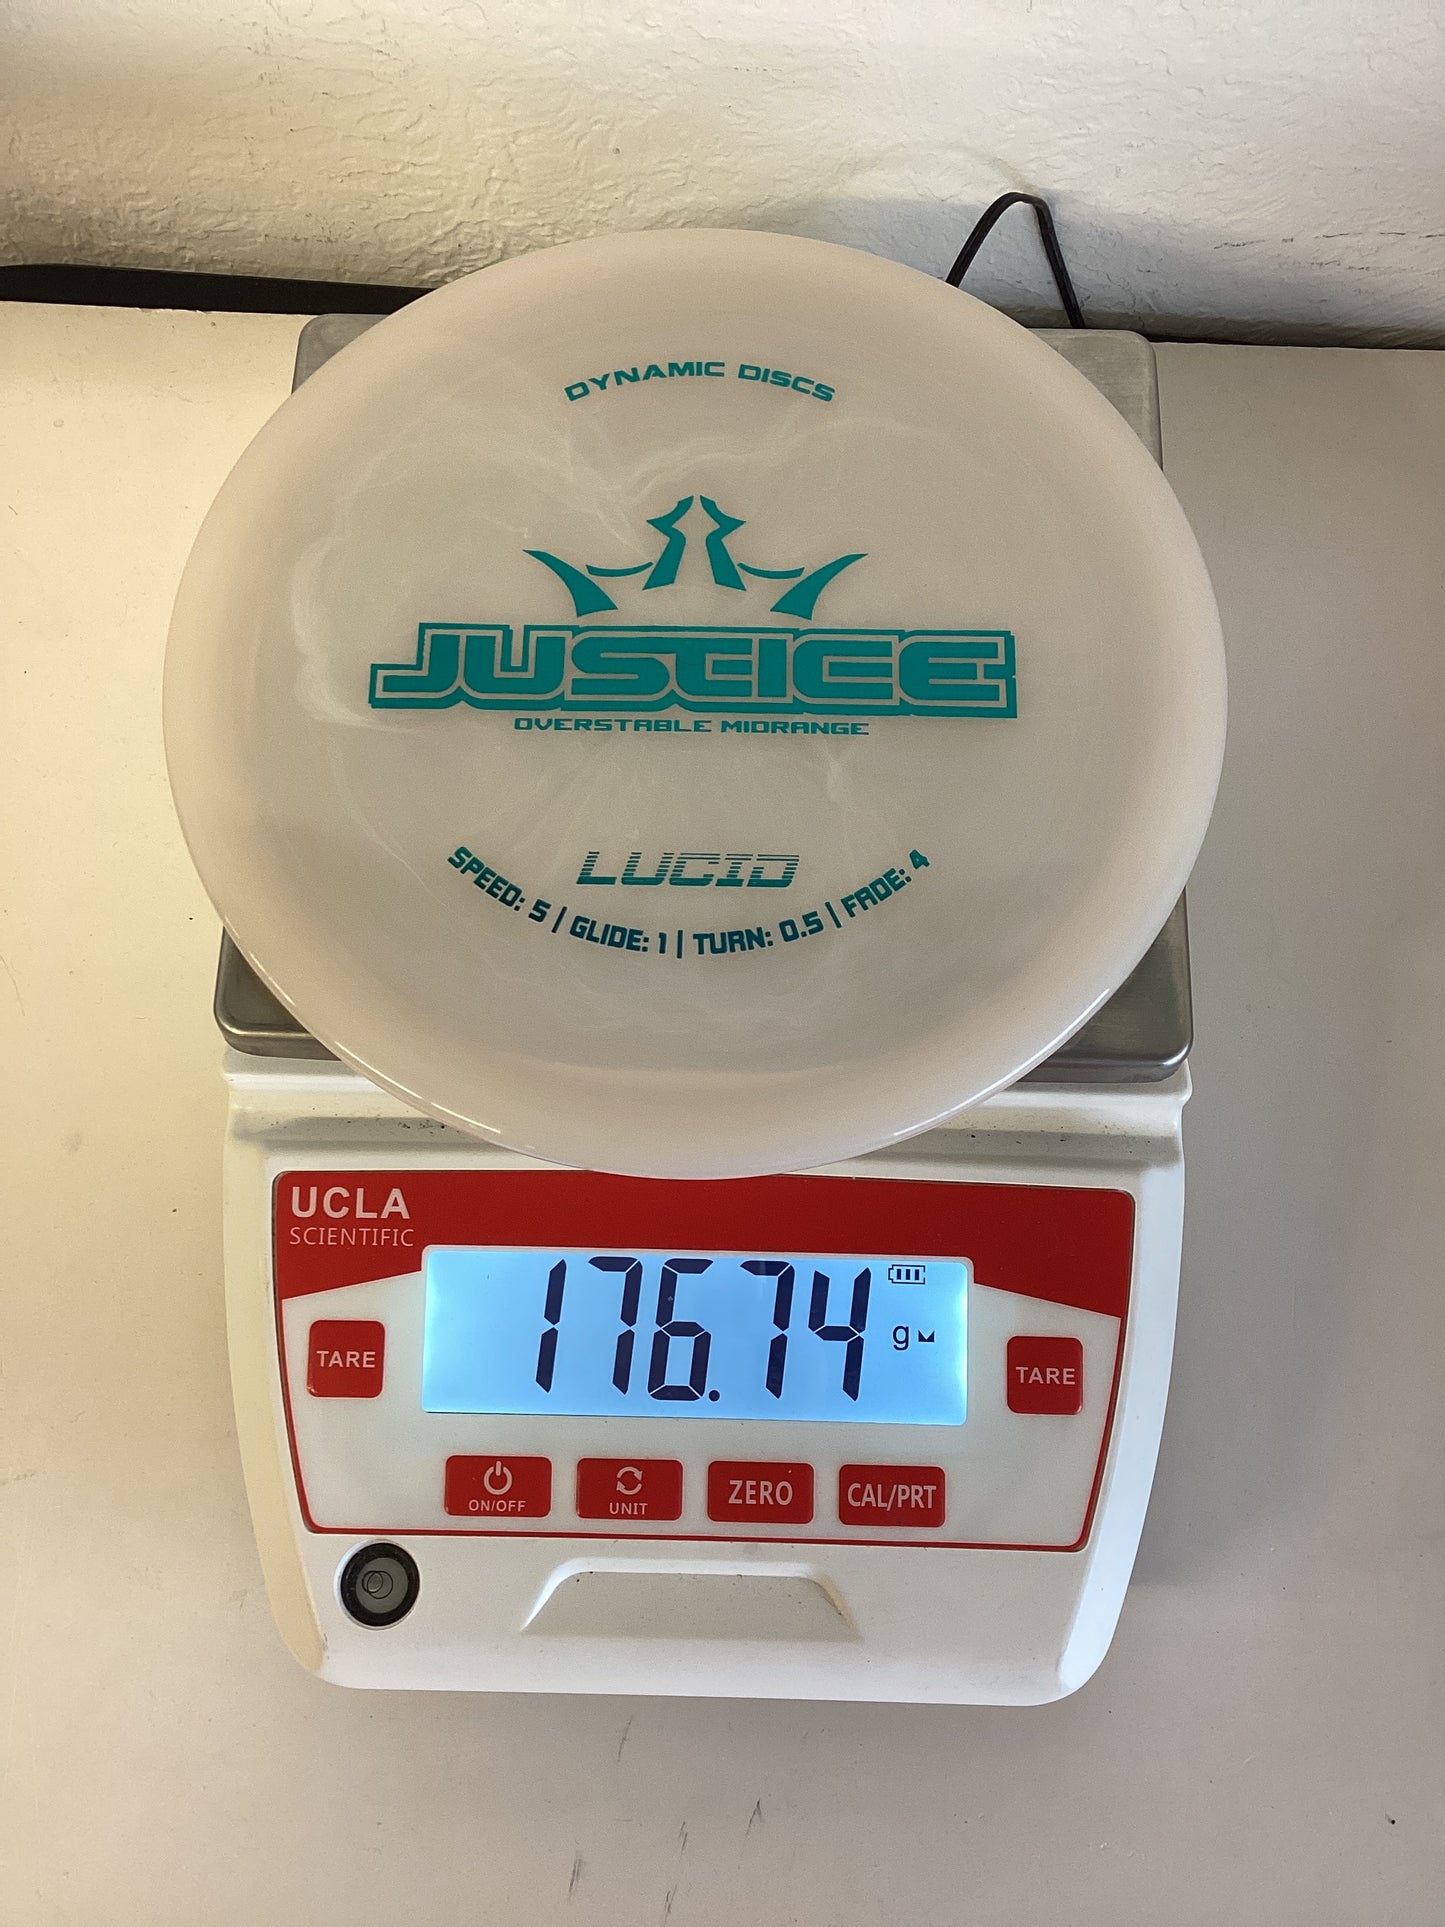 DYNAMIC DISCS
JUSTICE
OVERSTABLE MIDRANGE
LUCID
SPEED: 5 | GLIDE: 1 | TURN: 0.5 | FADE: 4
UCLA
SCIENTIFIC
176.74 g
TARE
TARE
ON/OFF
UNIT
ZERO
CAL/PRT